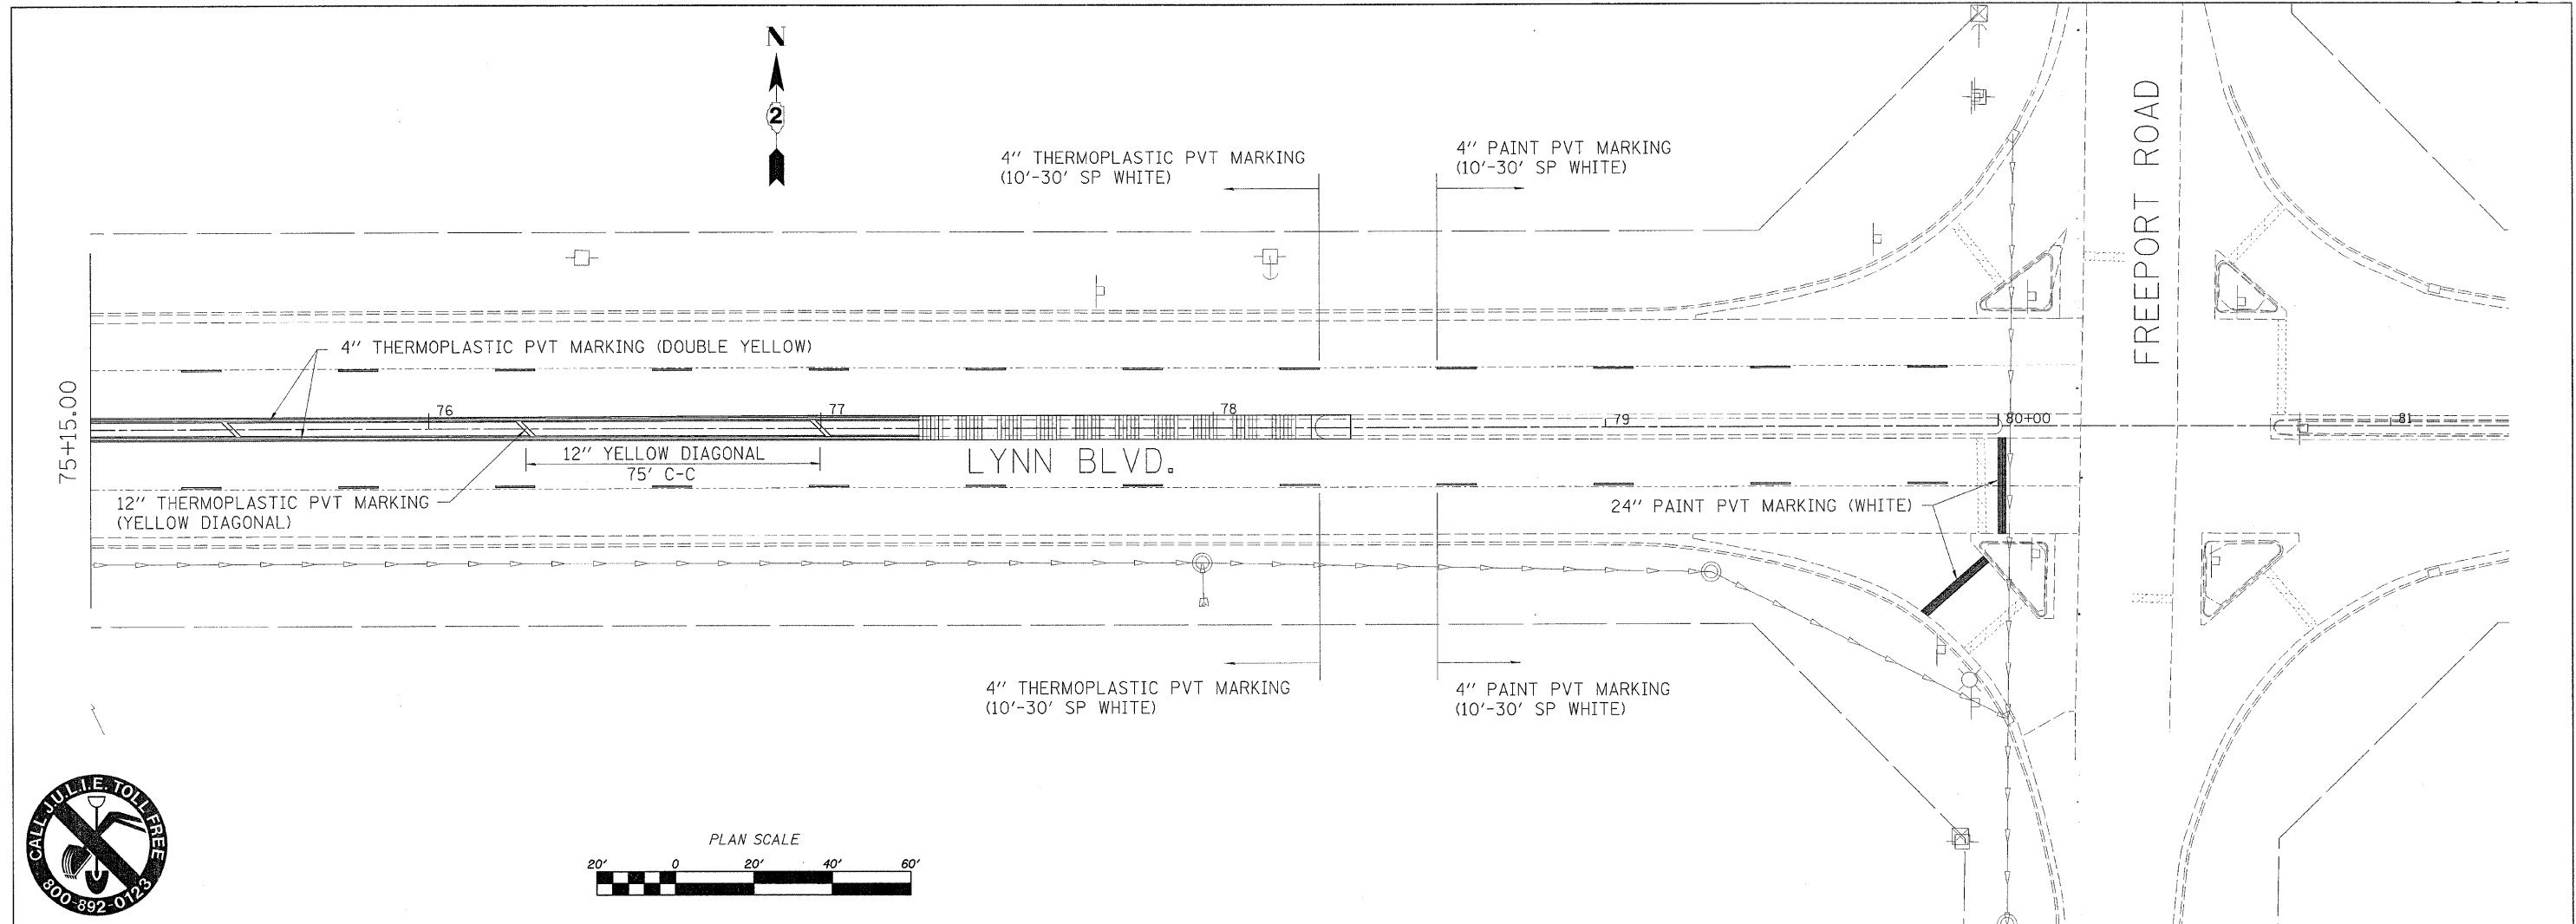 N
2
4" THERMOPLASTIC PVT MARKING
(10'-30' SP WHITE)
4" PAINT PVT MARKING
(10'-30' SP WHITE)
FREEPORT ROAD
4" THERMOPLASTIC PVT MARKING (DOUBLE YELLOW)
75+15.00
76
77
78
79
80+00
81
12" YELLOW DIAGONAL
75' C-C
LYNN BLVD.
12" THERMOPLASTIC PVT MARKING
(YELLOW DIAGONAL)
24" PAINT PVT MARKING (WHITE)
4" THERMOPLASTIC PVT MARKING
(10'-30' SP WHITE)
4" PAINT PVT MARKING
(10'-30' SP WHITE)
CALL J.U.L.I.E. TOLL FREE
800-892-0123
PLAN SCALE
20' 0 20' 40' 60'